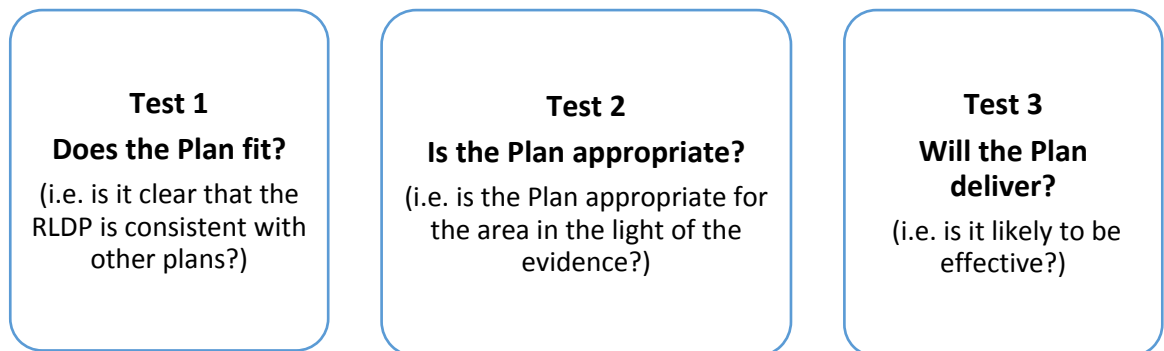 Test 1
Does the Plan fit?
(i.e. is it clear that the
RLDP is consistent with
other plans?)
Test 2
Is the Plan appropriate?
(i.e. is the Plan appropriate for
the area in the light of the
evidence?)
Test 3
Will the Plan
deliver?
(i.e. is it likely to be
effective?)